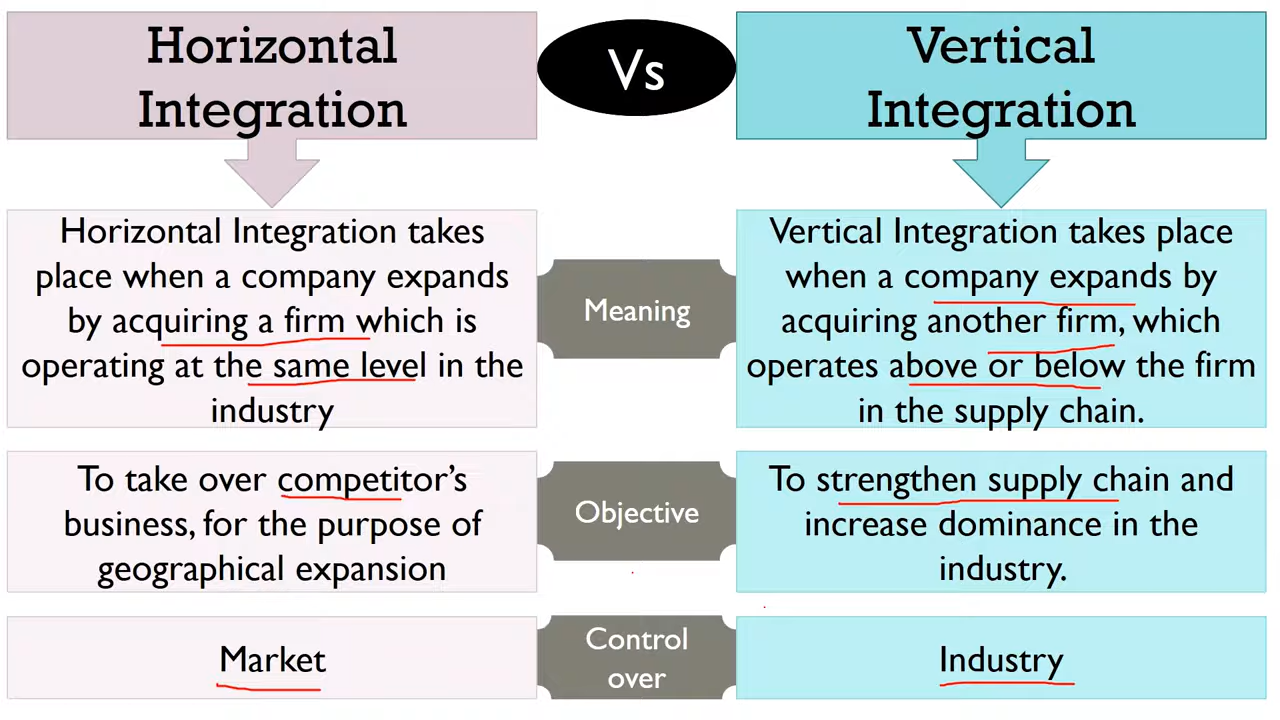 Horizontal
Integration
Vs
Vertical
Integration
Horizontal Integration takes
place when a company expands
by acquiring a firm which is
operating at the same level in the
industry
Meaning
Vertical Integration takes place
when a company expands by
acquiring another firm, which
operates above or below the firm
in the supply chain.
To take over competitor's
business, for the purpose of
geographical expansion
Objective
To strengthen supply chain and
increase dominance in the
industry.
Market
Control
over
Industry